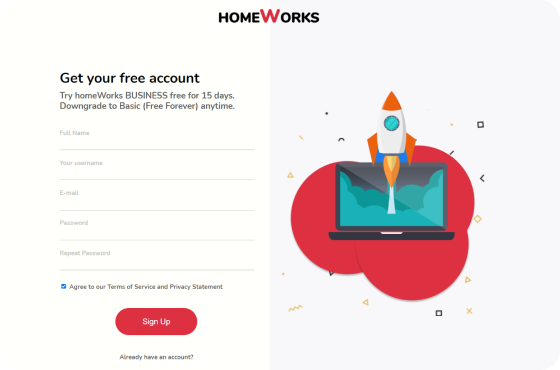 HOMEWORKS
Get your free account
Try homeWorks BUSINESS free for 15 days.
Downgrade to Basic (Free Forever) anytime.
Full Name
Your username
E-mail
Password
Repeat Password
Agree to our Terms of Service and Privacy Statement
Sign Up
Already have an account?